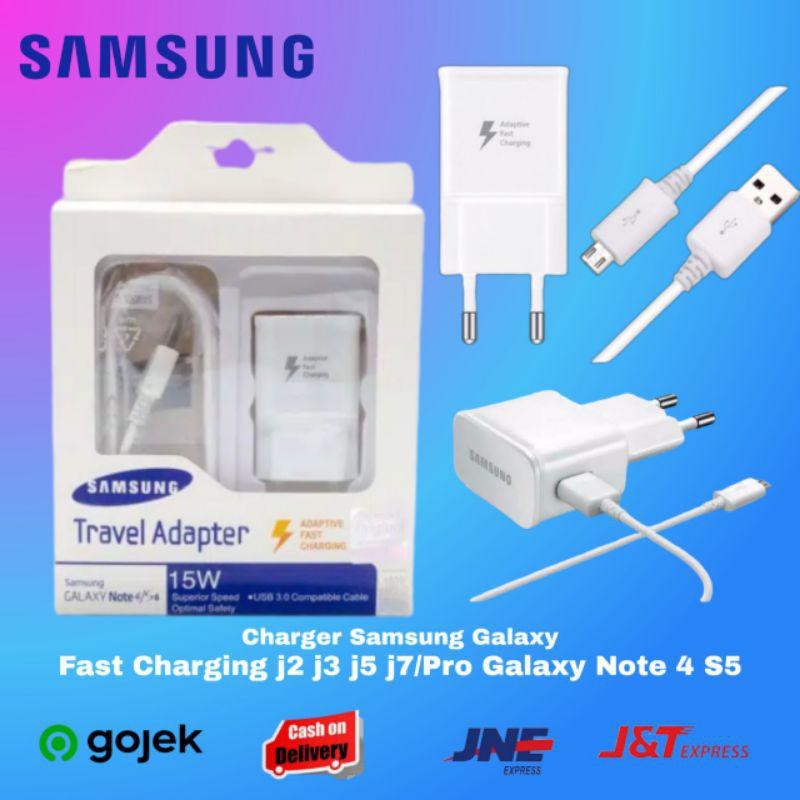 SAMSUNG
Adaptive
Fast
Charging
Adaptive
Fast
Charging
SAMSUNG
Travel Adapter
ADAPTIVE
FAST
CHARGING
Samsung
GALAXY Note
15W
Superior Speed
Optimal Safety
•USB 3.0 Compatible Cable
SAMSUNG
Charger Samsung Galaxy
Fast Charging j2 j3 j5 j7/Pro Galaxy Note 4 S5
gojek
Cash on
Delivery
JNE
EXPRESS
J&T EXPRESS